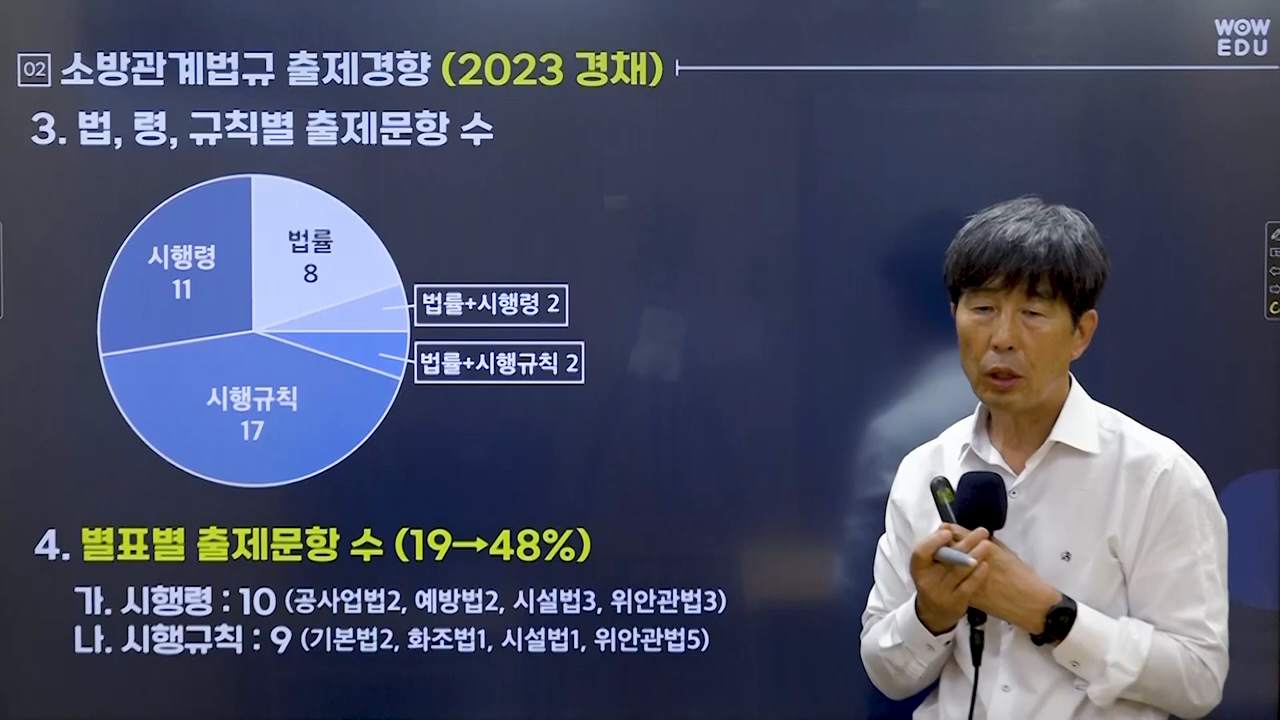 WOW
EDU
02 소방관계법규 출제경향 (2023 경채)
3. 법, 령, 규칙별 출제문항 수
법률
8
시행령
11
법률+시행령 2
법률+시행규칙 2
시행규칙
17
4. 별표별 출제문항 수 (19→48%)
가. 시행령 : 10 (공사업법2, 예방법2, 시설법3, 위안관법3)
나. 시행규칙 : 9 (기본법2, 화조법1, 시설법1, 위안관법5)